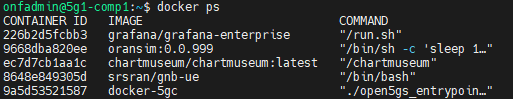 onfadmin@5g1-comp1:~$ docker ps
CONTAINER ID   IMAGE                            COMMAND
226b2d5fcbb3   grafana/grafana-enterprise       "/run.sh"
9668dba820ee   oransim:0.0.999                  "/bin/sh -c 'sleep 1…"
ec7d7cb1aa1c   chartmuseum/chartmuseum:latest   "/chartmuseum"
8648e849305d   srsran/gnb-ue                    "/bin/bash"
9a5d53521587   docker-5gc                       "./open5gs_entrypoin…"